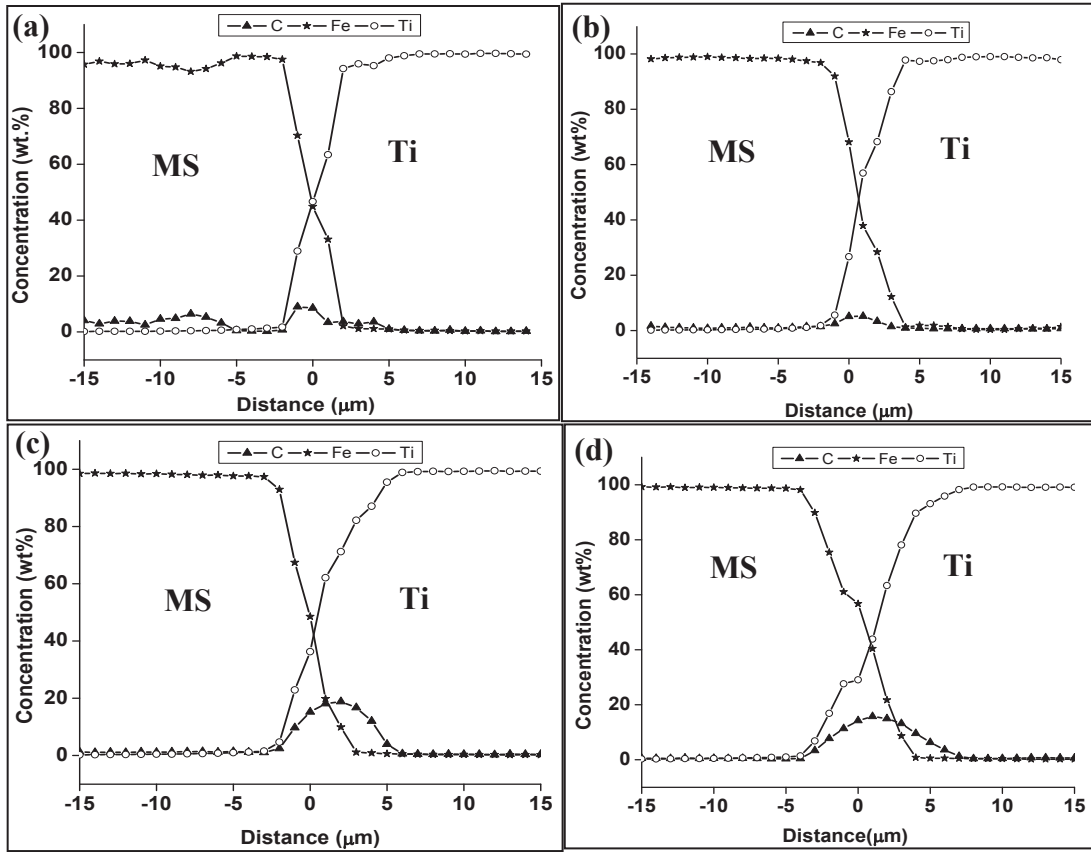 (a)
C Fe Ti
Concentration (wt.%)
100
80
60
40
20
0
MS Ti
-15 -10 -5 0 5 10 15
Distance (μm)
(b)
C Fe Ti
Concentration (wt%)
100
80
60
40
20
0
MS Ti
-15 -10 -5 0 5 10 15
Distance (μm)
(c)
C Fe Ti
Concentration (wt%)
100
80
60
40
20
0
MS Ti
-15 -10 -5 0 5 10 15
Distance (μm)
(d)
C Fe Ti
Concentration (wt%)
100
80
60
40
20
0
MS Ti
-15 -10 -5 0 5 10 15
Distance(μm)